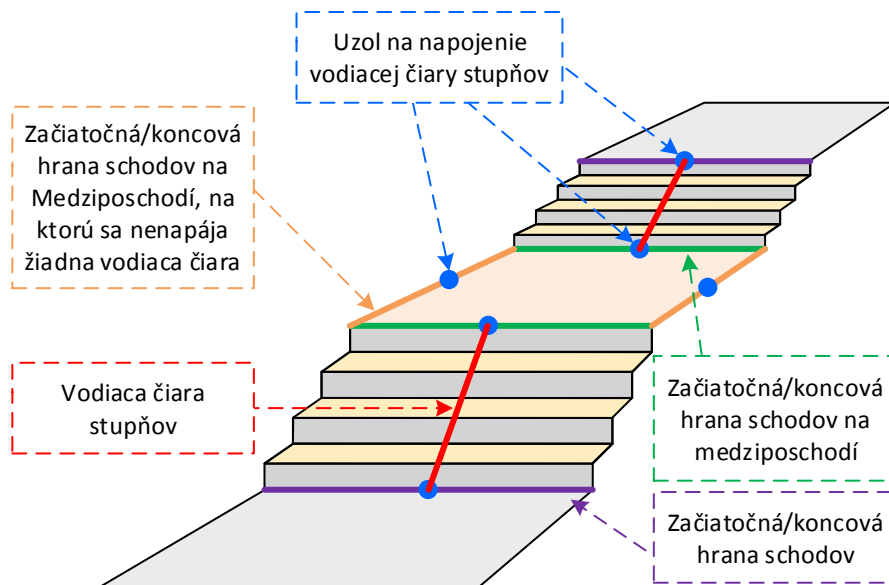 Uzol na napojenie
vodiacej čiary stupňov
Začiatočná/koncová
hrana schodov na
Medziposchodí, na
ktorú sa nenapája
žiadna vodiaca čiara
Vodiaca čiara
stupňov
Začiatočná/koncová
hrana schodov na
medziposchodí
Začiatočná/koncová
hrana schodov